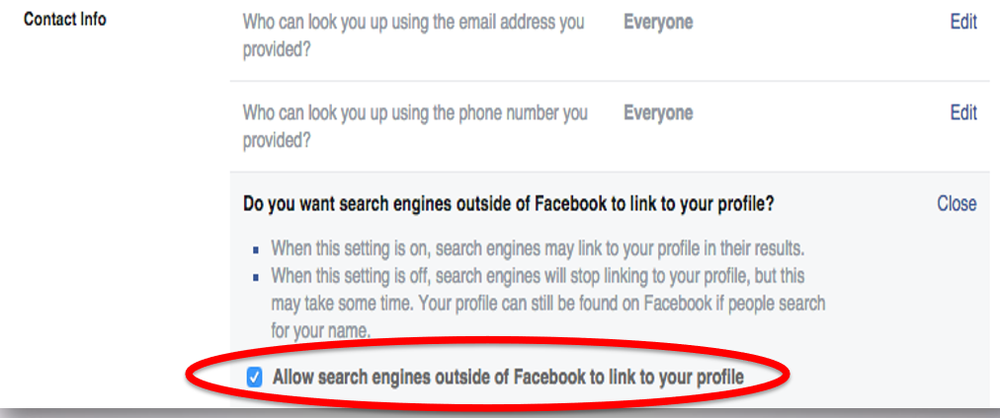 Contact Info
Who can look you up using the email address you
provided?
Everyone
Edit
Who can look you up using the phone number you
provided?
Everyone
Edit
Do you want search engines outside of Facebook to link to your profile?
Close
When this setting is on, search engines may link to your profile in their results.
When this setting is off, search engines will stop linking to your profile, but this
may take some time. Your profile can still be found on Facebook if people search
for your name.
Allow search engines outside of Facebook to link to your profile